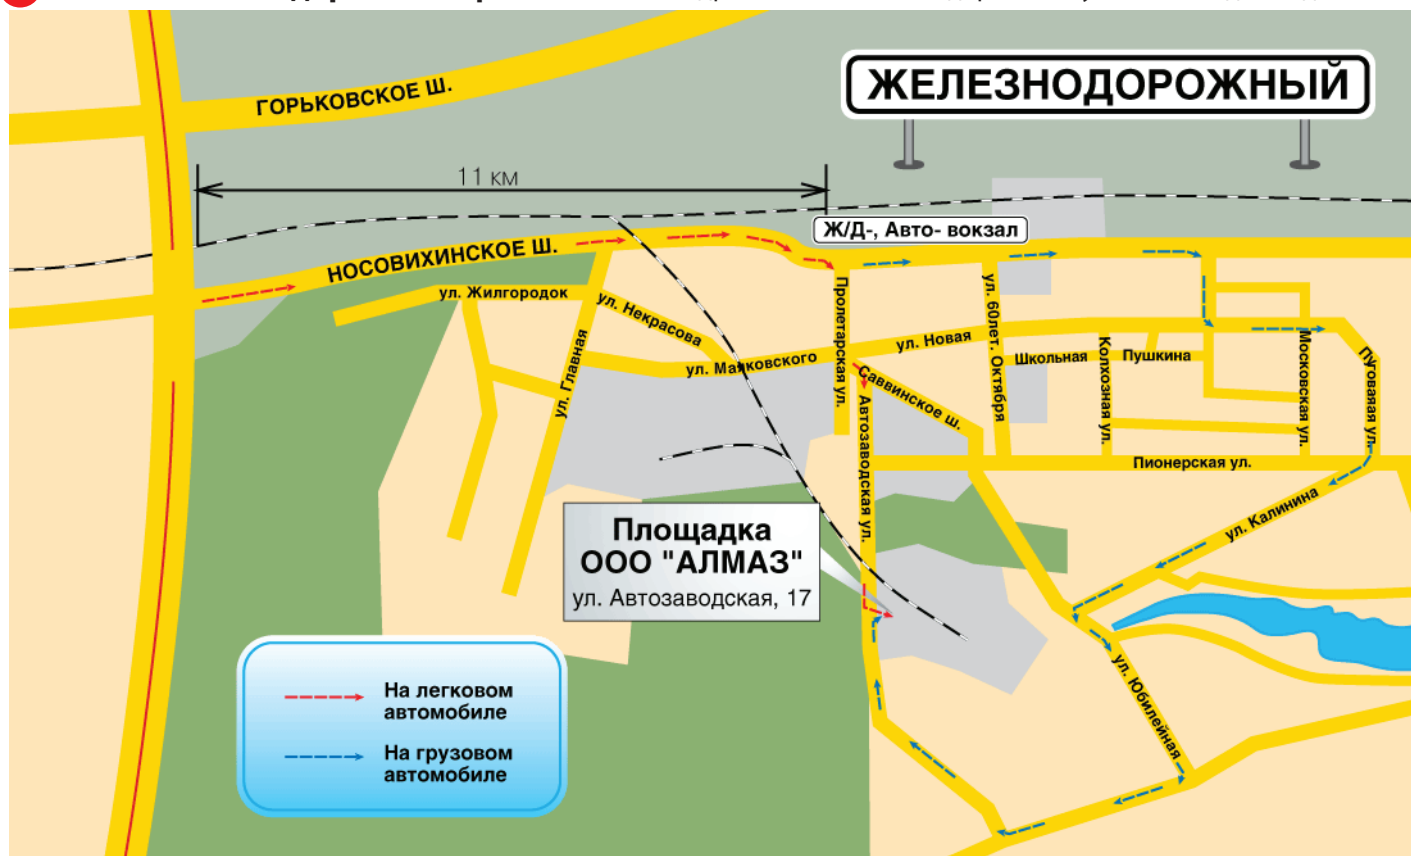 ГОРЬКОВСКОЕ Ш.
ЖЕЛЕЗНОДОРОЖНЫЙ
11 км
Ж/Д-, Авто- вокзал
НОСОВИХИНСКОЕ Ш.
ул. Жилгородок
ул. Некрасова
ул. Главная
ул. Маяковского
Пролетарская ул.
ул. Новая
ул. 60лет. Октября
Школьная
Колхозная ул.
Пушкина
Московская ул.
Пуговаяая ул.
Саввинское ш.
Автозаводская ул.
Пионерская ул.
ул. Калинина
ул. Юбилейная
Площадка
ООО "АЛМАЗ"
ул. Автозаводская, 17
На легковом
автомобиле
На грузовом
автомобиле